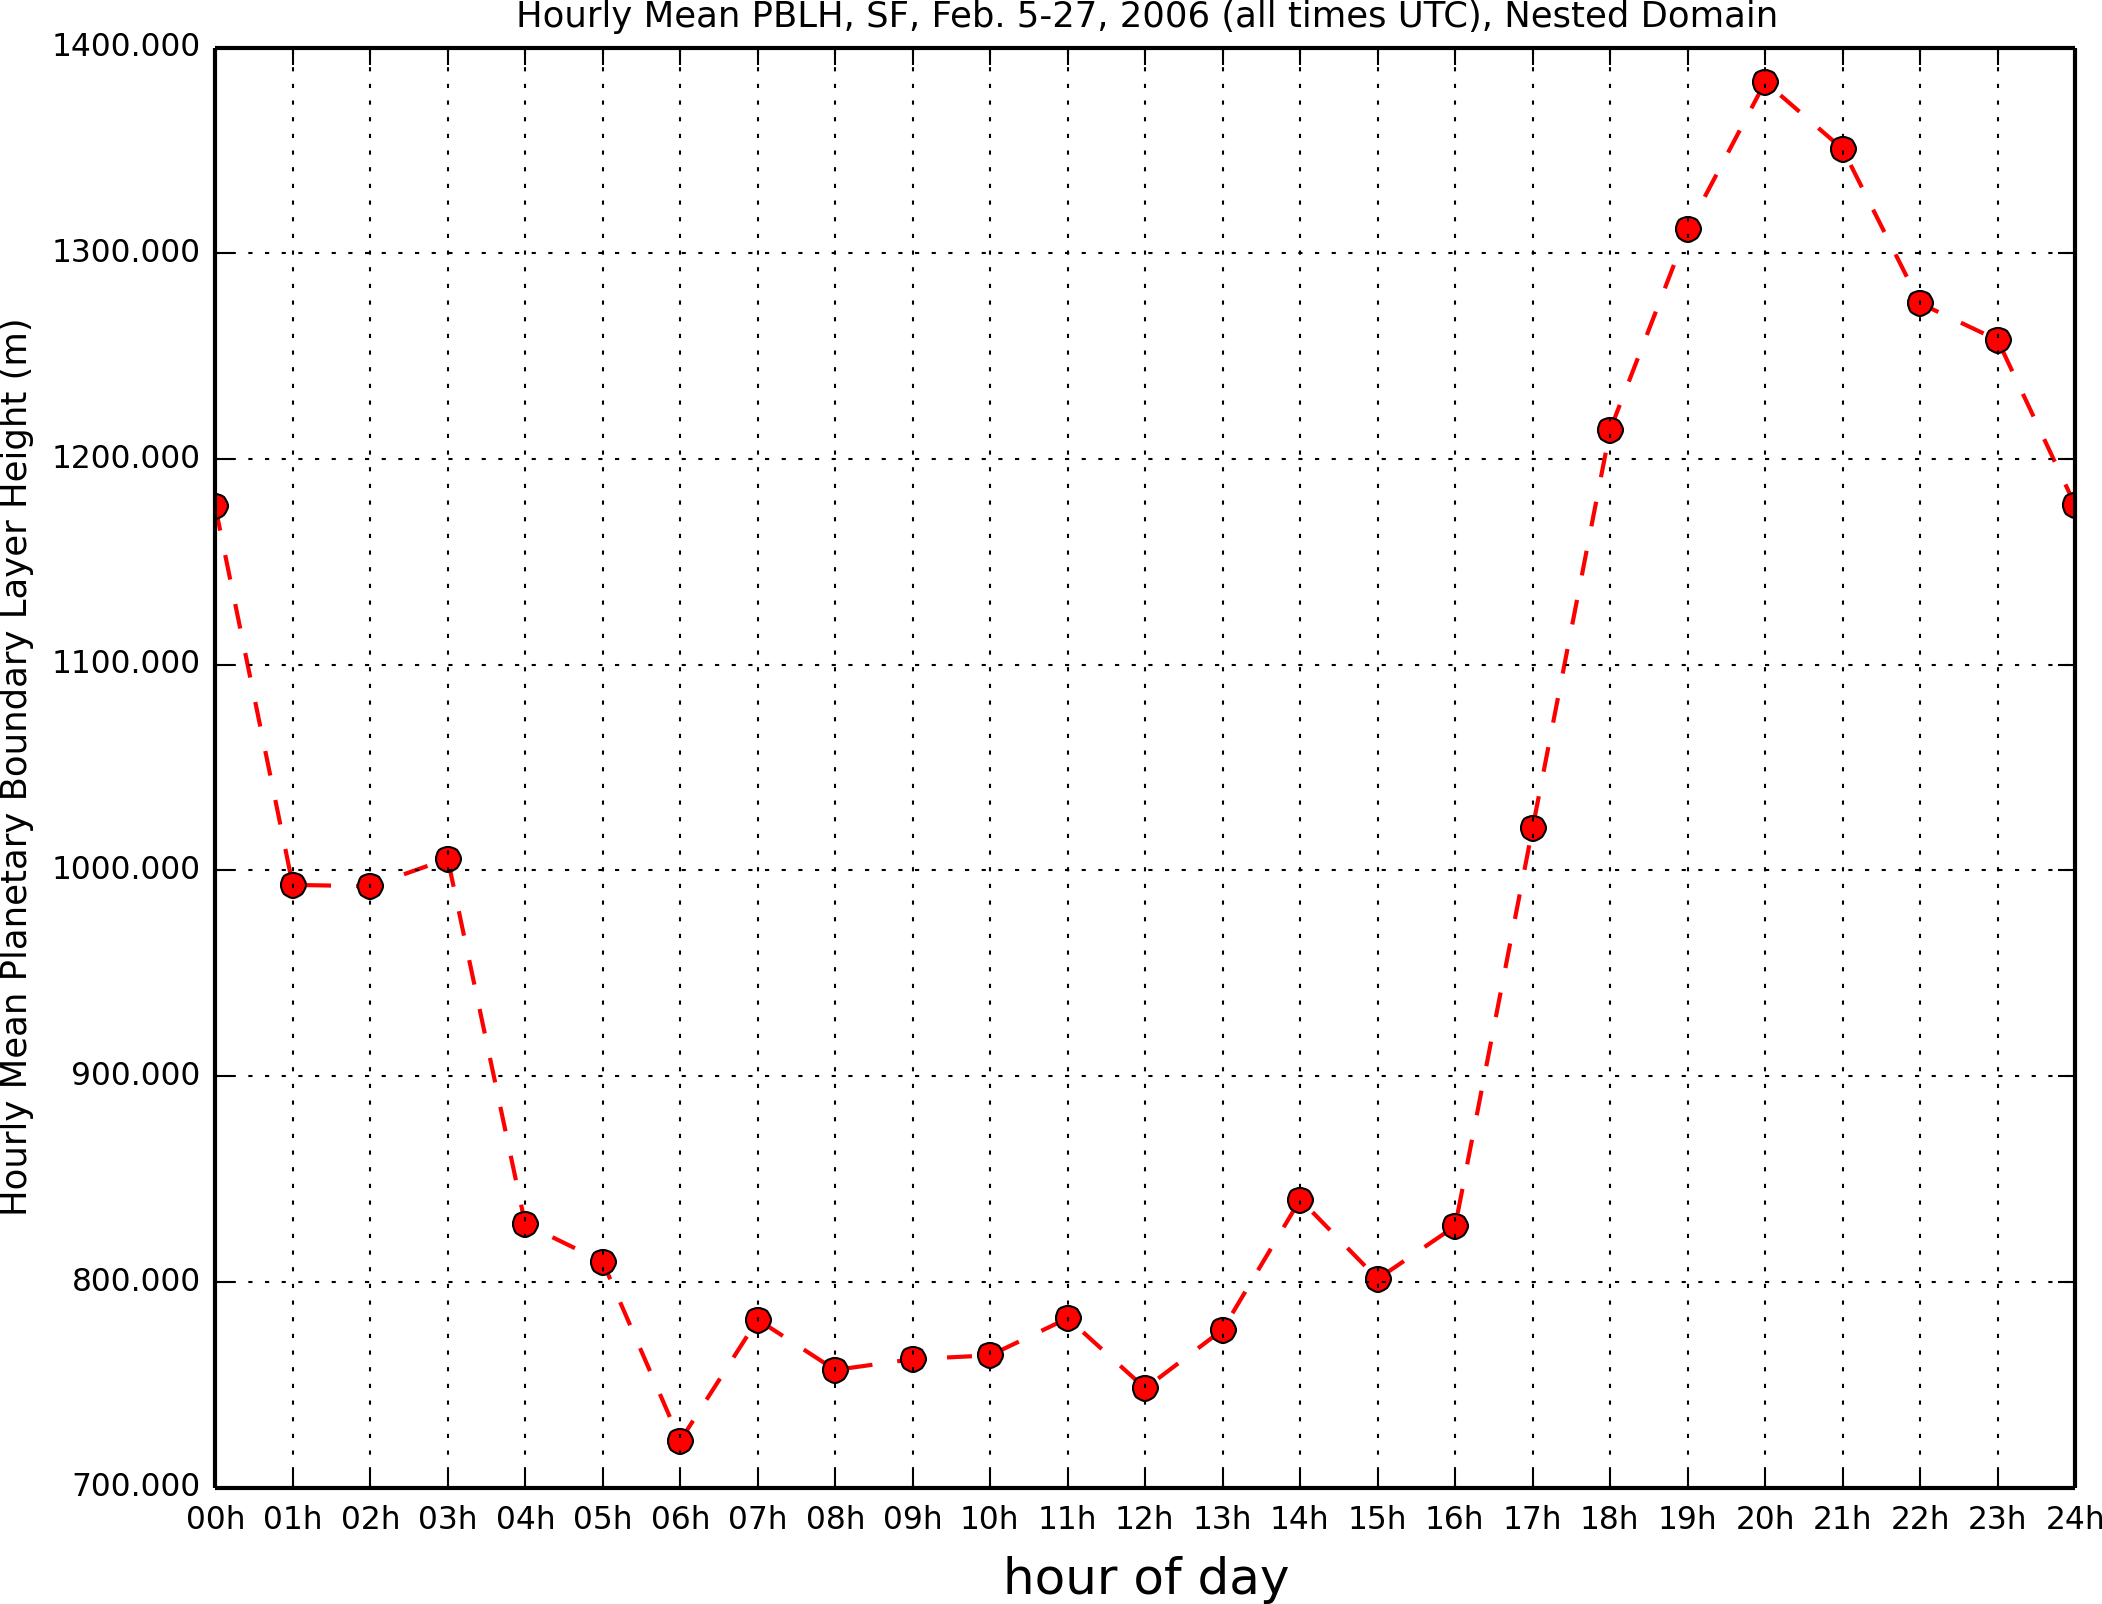 Hourly Mean PBLH, SF, Feb. 5-27, 2006 (all times UTC), Nested Domain
Hourly Mean Planetary Boundary Layer Height (m)
1400.000
1300.000
1200.000
1100.000
1000.000
900.000
800.000
700.000
00h 01h 02h 03h 04h 05h 06h 07h 08h 09h 10h 11h 12h 13h 14h 15h 16h 17h 18h 19h 20h 21h 22h 23h 24h
hour of day